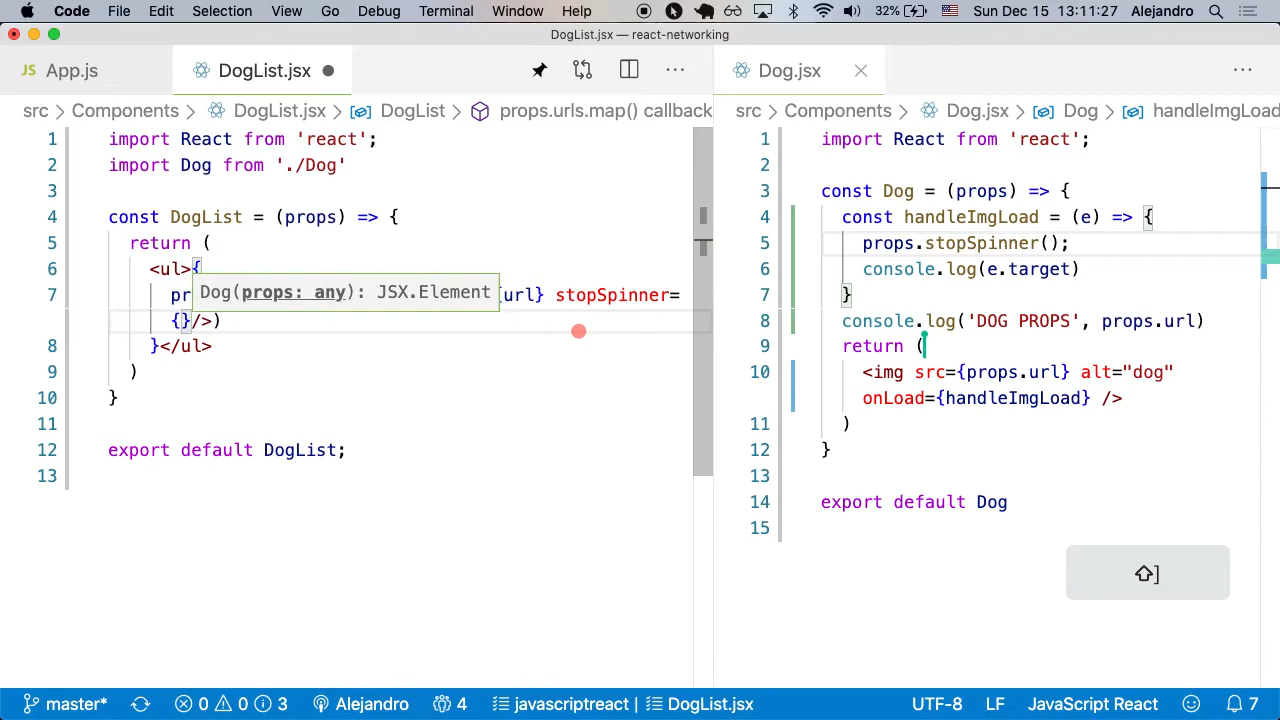 Code File Edit Selection View Go Debug Terminal Window Help 32% Sun Dec 15 13:11:27 Alejandro
DogList.jsx — react-networking
JS App.js DogList.jsx
src > Components > DogList.jsx > DogList > props.urls.map() callback
1 import React from 'react';
2 import Dog from './Dog'
3
4 const DogList = (props) => {
5 return (
6 <ul>{
Dog(props: any): JSX.Element
7 pr url} stopSpinner=
{}/>)
8 }</ul>
9 )
10 }
11
12 export default DogList;
13
Dog.jsx
src > Components > Dog.jsx > Dog > handleImgLoad
1 import React from 'react';
2
3 const Dog = (props) => {
4 const handleImgLoad = (e) => {
5 props.stopSpinner();
6 console.log(e.target)
7 }
8 console.log('DOG PROPS', props.url)
9 return (
10 <img src={props.url} alt="dog"
onLoad={handleImgLoad} />
11 )
12 }
13
14 export default Dog
15
⇧]
master* 0 0 3 Alejandro 4 javascriptreact | DogList.jsx UTF-8 LF JavaScript React 7